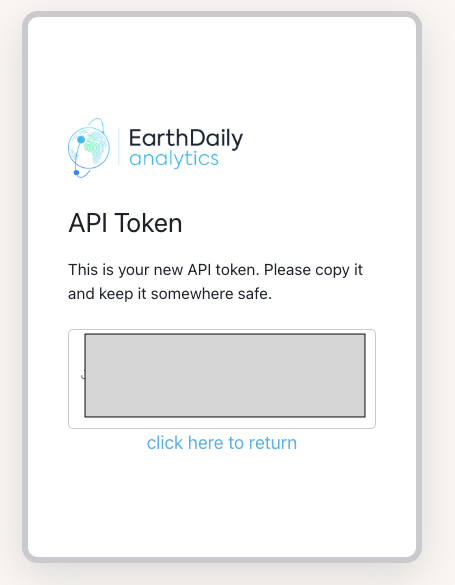 EarthDaily
analytics
API Token
This is your new API token. Please copy it
and keep it somewhere safe.
click here to return